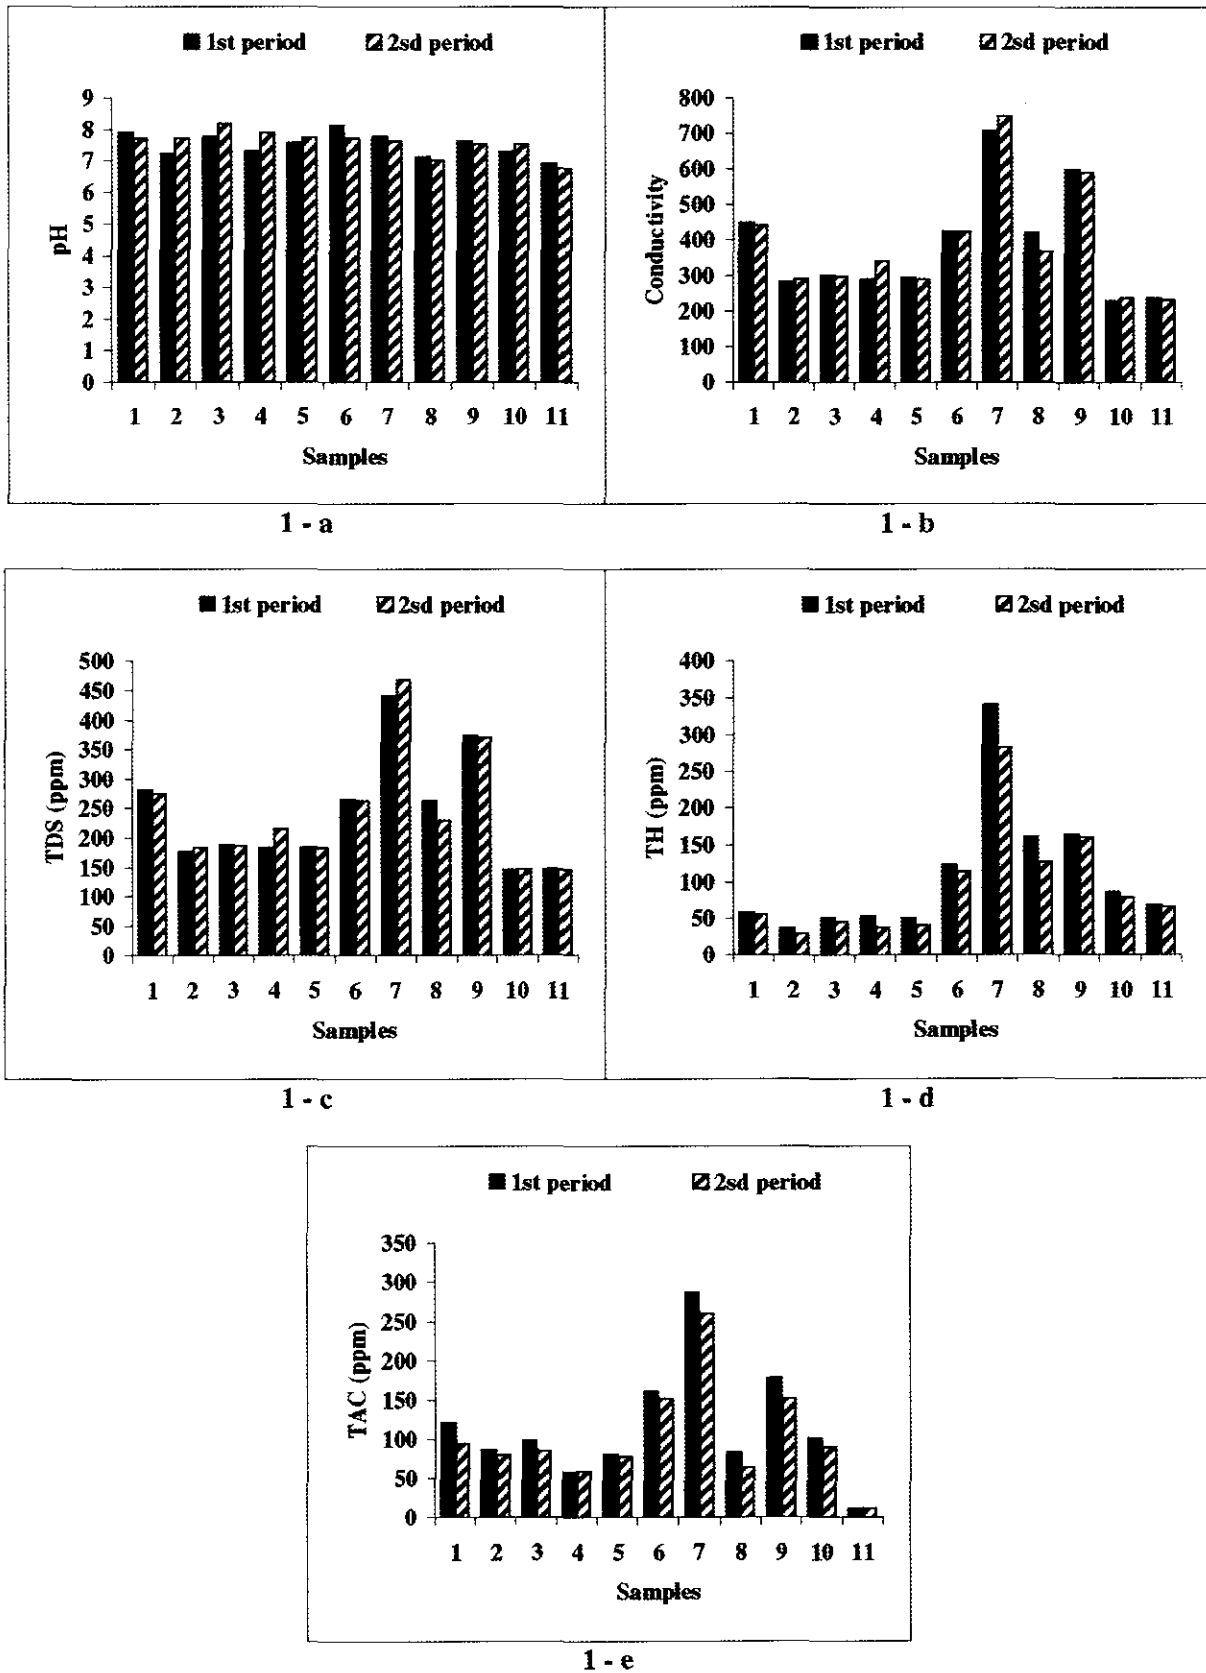 1st period 2sd period
9
8
7
6
5
4
3
2
1
0
pH
1 2 3 4 5 6 7 8 9 10 11
Samples
1 - a
1st period 2sd period
800
700
600
500
400
300
200
100
0
Conductivity
1 2 3 4 5 6 7 8 9 10 11
Samples
1 - b
1st period 2sd period
500
450
400
350
300
250
200
150
100
50
0
TDS (ppm)
1 2 3 4 5 6 7 8 9 10 11
Samples
1 - c
1st period 2sd period
400
350
300
250
200
150
100
50
0
TH (ppm)
1 2 3 4 5 6 7 8 9 10 11
Samples
1 - d
1st period 2sd period
350
300
250
200
150
100
50
0
TAC (ppm)
1 2 3 4 5 6 7 8 9 10 11
Samples
1 - e